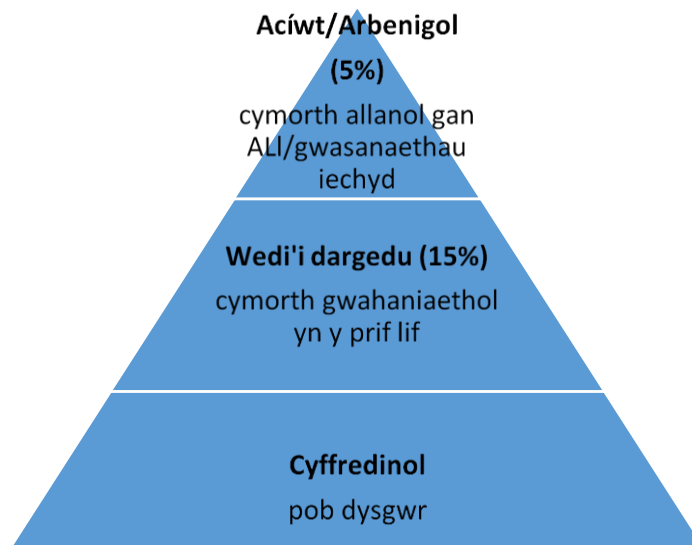 Acíwt/Arbenigol
(5%)
cymorth allanol gan
ALl/gwasanaethau
iechyd
Wedi'i dargedu (15%)
cymorth gwahaniaethol
yn y prif lif
Cyffredinol
pob dysgwr